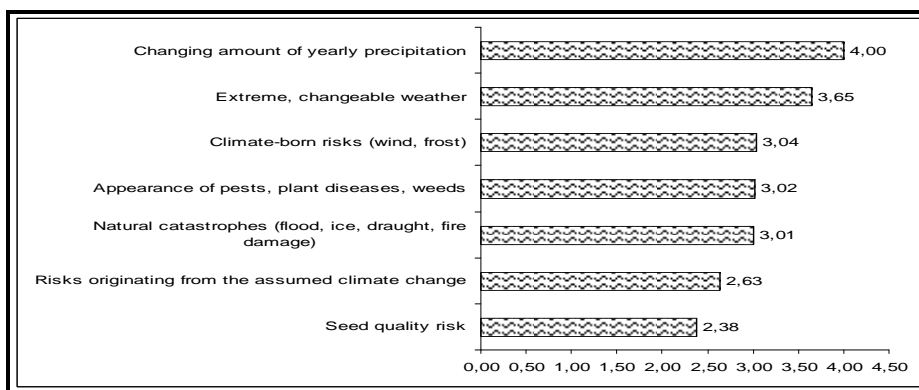 Changing amount of yearly precipitation
4,00
Extreme, changeable weather
3,65
Climate-born risks (wind, frost)
3,04
Appearance of pests, plant diseases, weeds
3,02
Natural catastrophes (flood, ice, draught, fire
damage)
3,01
Risks originating from the assumed climate change
2,63
Seed quality risk
2,38
0,00 0,50 1,00 1,50 2,00 2,50 3,00 3,50 4,00 4,50